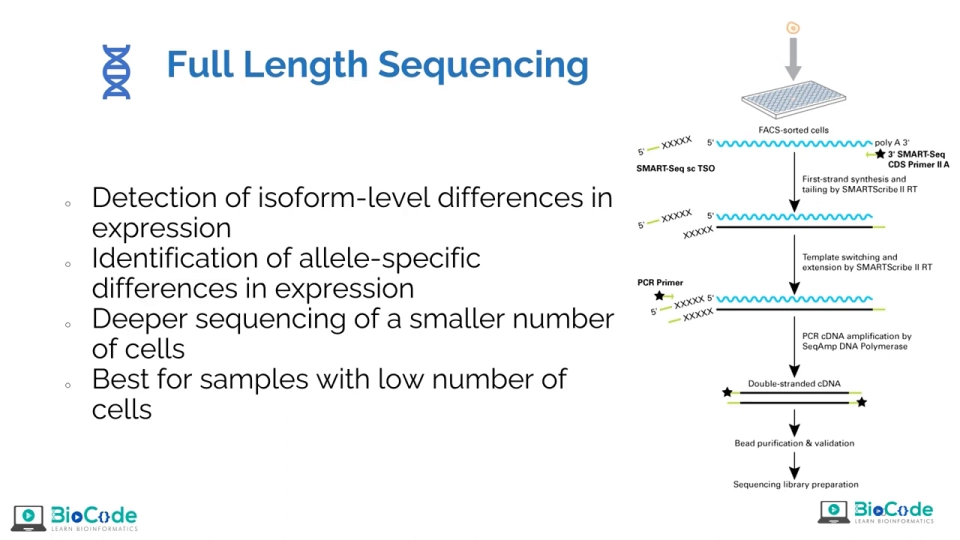 Full Length Sequencing
Detection of isoform-level differences in
expression
Identification of allele-specific
differences in expression
Deeper sequencing of a smaller number
of cells
Best for samples with low number of
cells
FACS-sorted cells
5' XXXXX
5' poly A 3'
SMART-Seq sc TSO
3' SMART-Seq
CDS Primer II A
First-strand synthesis and
tailing by SMARTScribe II RT
5' XXXXX
5'
XXXXX
Template switching and
extension by SMARTScribe II RT
PCR Primer
5' XXXXX 5'
XXXXX
PCR cDNA amplification by
SeqAmp DNA Polymerase
Double-stranded cDNA
Bead purification & validation
Sequencing library preparation
BioCode
LEARN BIOINFORMATICS
BioCode
LEARN BIOINFORMATICS